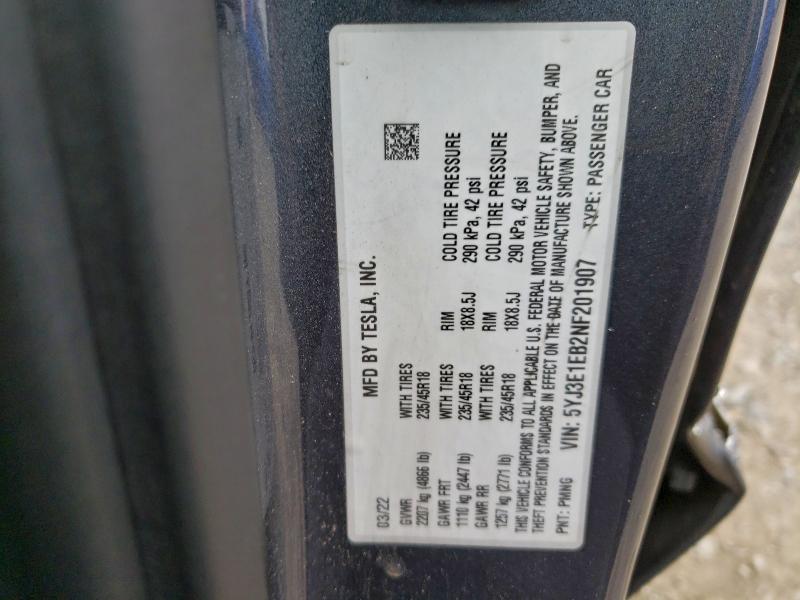 MFD BY TESLA, INC.
03/22
GVWR WITH TIRES RIM COLD TIRE PRESSURE
2207 kg (4866 lb) 235/45R18 18X8.5J 290 kPa, 42 psi
GAWR FRT WITH TIRES RIM COLD TIRE PRESSURE
1110 kg (2447 lb) 235/45R18 18X8.5J 290 kPa, 42 psi
GAWR RR WITH TIRES
1257 kg (2771 lb) 235/45R18
THIS VEHICLE CONFORMS TO ALL APPLICABLE U.S. FEDERAL MOTOR VEHICLE SAFETY, BUMPER, AND
THEFT PREVENTION STANDARDS IN EFFECT ON THE DATE OF MANUFACTURE SHOWN ABOVE.
PNT: PMNG VIN: 5YJ3E1EB2NF201907 TYPE: PASSENGER CAR